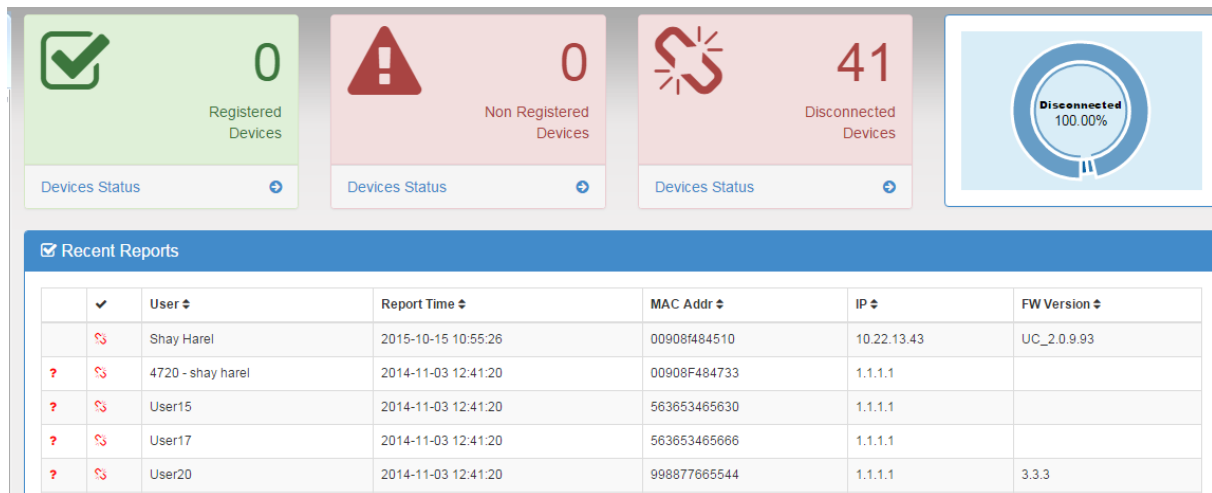 0
Registered
Devices
Devices Status
0
Non Registered
Devices
Devices Status
41
Disconnected
Devices
Devices Status
Disconnected
100.00%
Recent Reports
User Report Time MAC Addr IP FW Version
Shay Harel 2015-10-15 10:55:26 00908f484510 10.22.13.43 UC_2.0.9.93
? 4720 - shay harel 2014-11-03 12:41:20 00908F484733 1.1.1.1
? User15 2014-11-03 12:41:20 563653465630 1.1.1.1
? User17 2014-11-03 12:41:20 563653465666 1.1.1.1
? User20 2014-11-03 12:41:20 998877665544 1.1.1.1 3.3.3